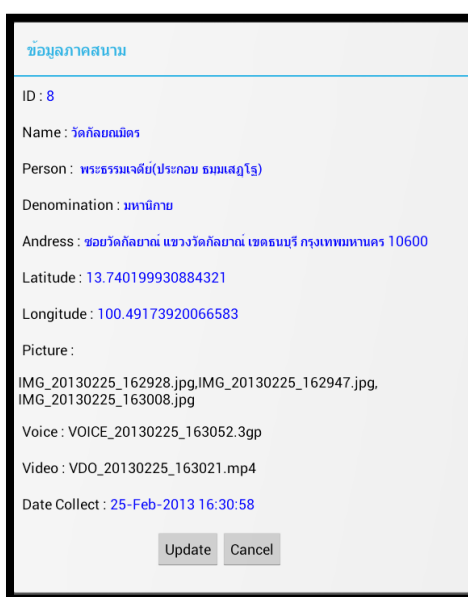 ข้อมูลภาคสนาม
ID : 8
Name : วัดกัลยณมิตร
Person : พระธรรมเจดีย์(ประกอบ ธมฺมเสฏฺโฐ)
Denomination : มหานิกาย
Andress : ซอยวัดกัลยาณ์ แขวงวัดกัลยาณ์ เขตธนบุรี กรุงเทพมหานคร 10600
Latitude : 13.740199930884321
Longitude : 100.49173920066583
Picture :
IMG_20130225_162928.jpg,IMG_20130225_162947.jpg,
IMG_20130225_163008.jpg
Voice : VOICE_20130225_163052.3gp
Video : VDO_20130225_163021.mp4
Date Collect : 25-Feb-2013 16:30:58
Update Cancel